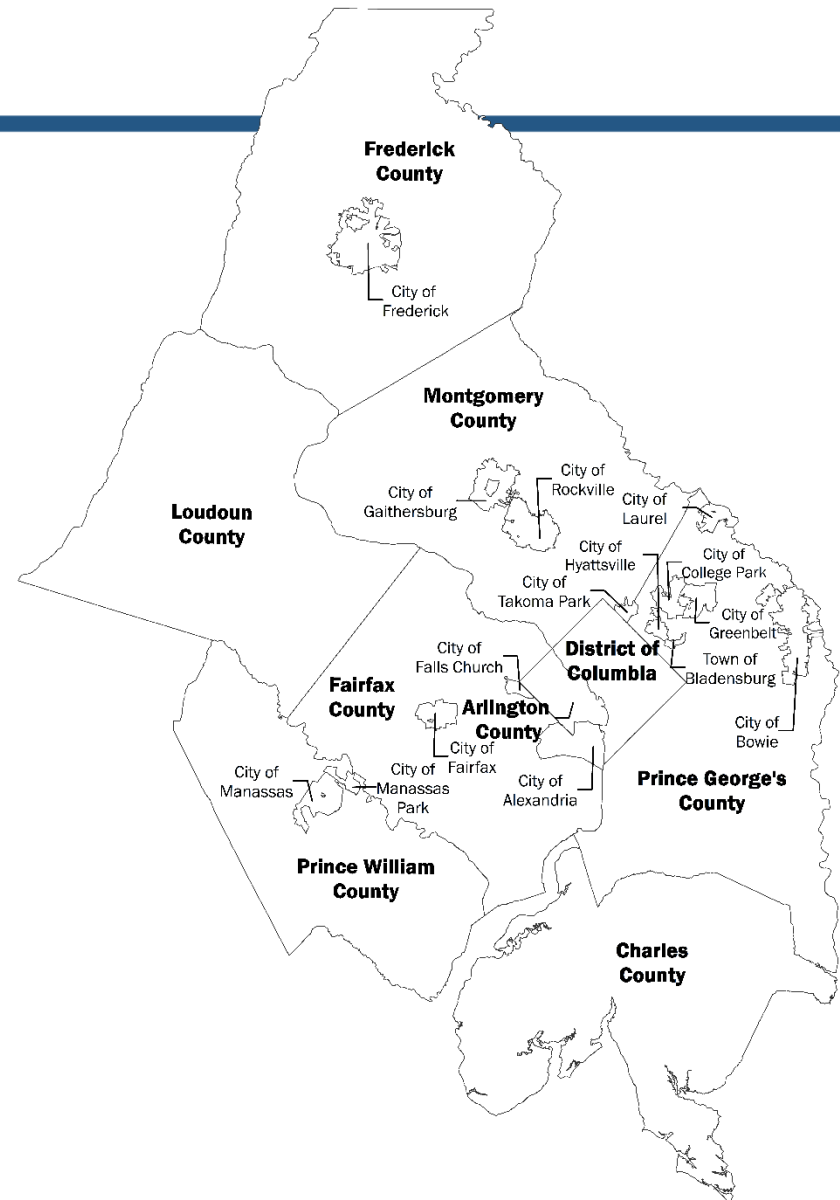 Frederick
County
City of
Frederick
Montgomery
County
City of
Rockville
City of
Gaithersburg
City of
Laurel
Loudoun
County
City of
Hyattsville
City of
College Park
City of
Takoma Park
City of
Greenbelt
City of
Falls Church
District of
Columbia
Town of
Bladensburg
Fairfax
County
Arlington
County
City of
Bowie
City of
Fairfax
City of
Manassas
City of
Manassas
Park
City of
Alexandria
Prince George's
County
Prince William
County
Charles
County